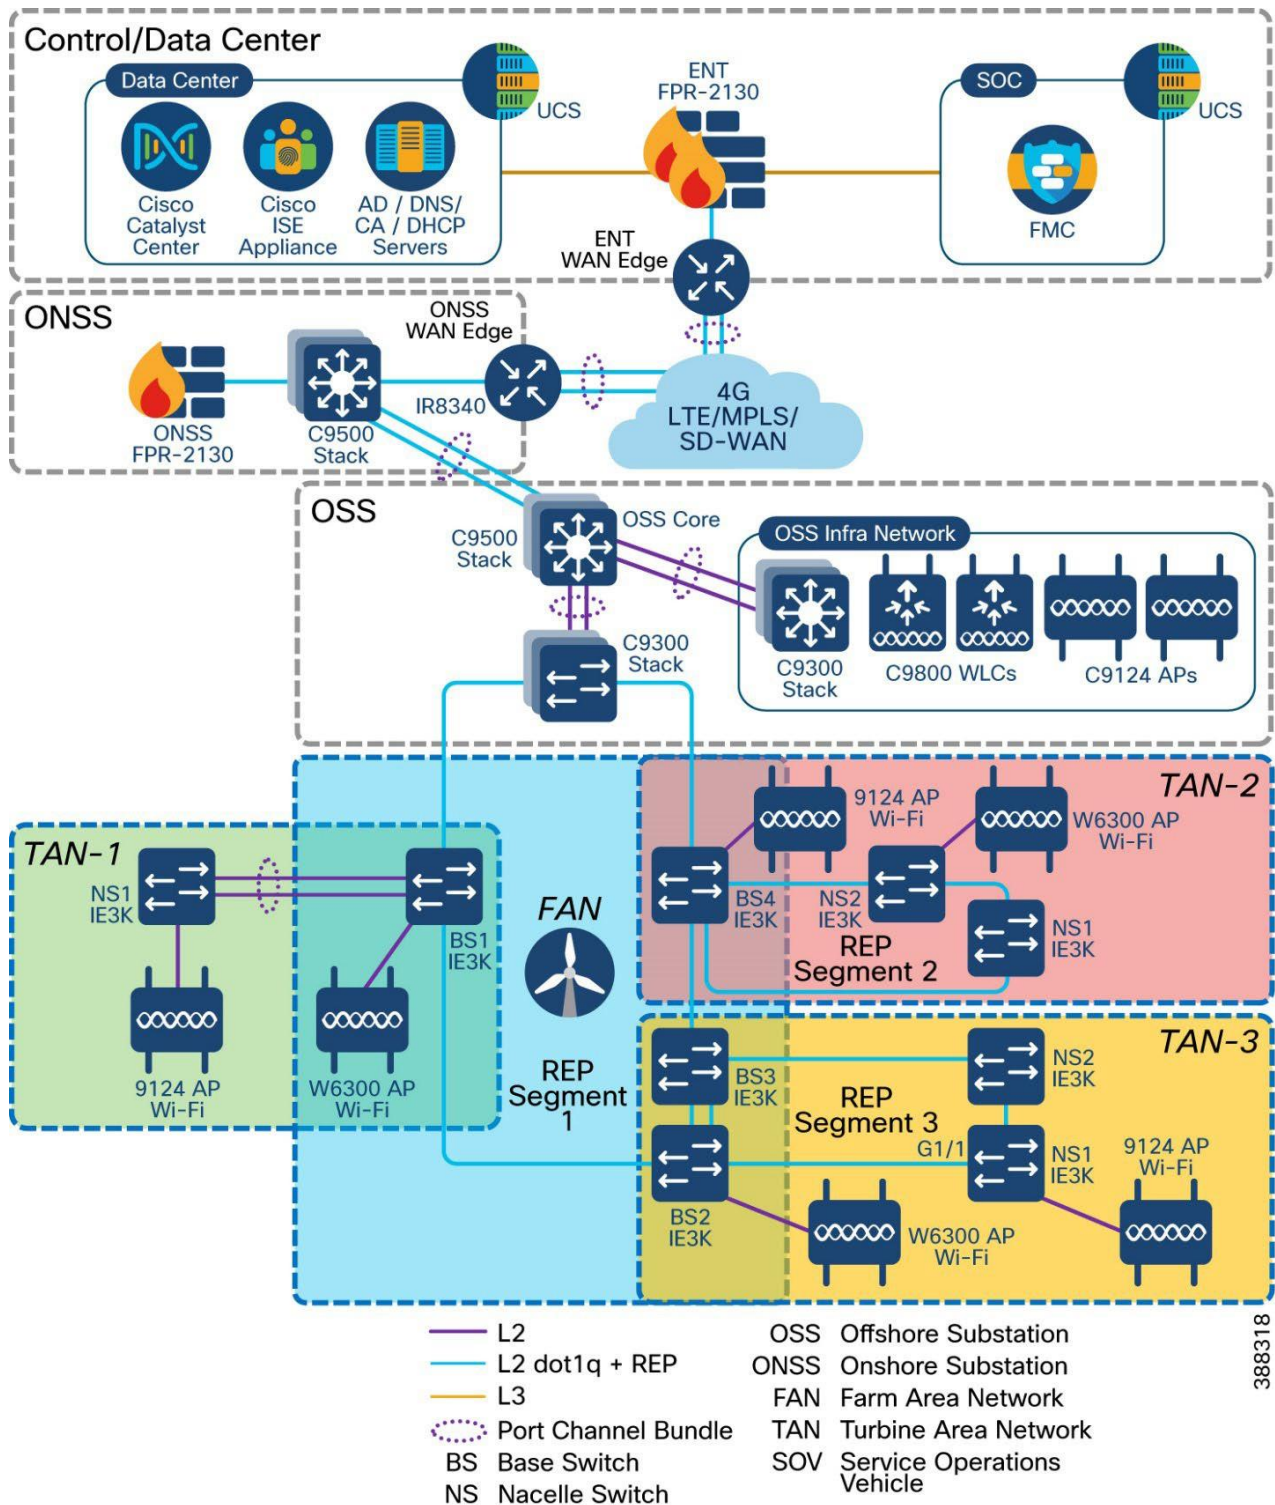 Control/Data Center
Data Center
UCS
Cisco
Catalyst
Center
Cisco
ISE
Appliance
AD / DNS/
CA / DHCP
Servers
ENT
FPR-2130
SOC
UCS
FMC
ENT
WAN Edge
ONSS
ONSS
WAN Edge
ONSS
FPR-2130
C9500
Stack
IR8340
4G
LTE/MPLS/
SD-WAN
OSS
C9500
Stack
OSS Core
OSS Infra Network
C9300
Stack
C9800 WLCs
C9124 APs
C9300
Stack
TAN-1
NS1
IE3K
BS1
IE3K
9124 AP
Wi-Fi
W6300 AP
Wi-Fi
FAN
REP
Segment
1
TAN-2
9124 AP
Wi-Fi
W6300 AP
Wi-Fi
BS4
IE3K
NS2
IE3K
NS1
IE3K
REP
Segment 2
TAN-3
BS3
IE3K
NS2
IE3K
REP
Segment 3
G1/1
NS1
IE3K
9124 AP
Wi-Fi
BS2
IE3K
W6300 AP
Wi-Fi
L2
L2 dot1q + REP
L3
Port Channel Bundle
BS Base Switch
NS Nacelle Switch
OSS Offshore Substation
ONSS Onshore Substation
FAN Farm Area Network
TAN Turbine Area Network
SOV Service Operations
Vehicle
388318